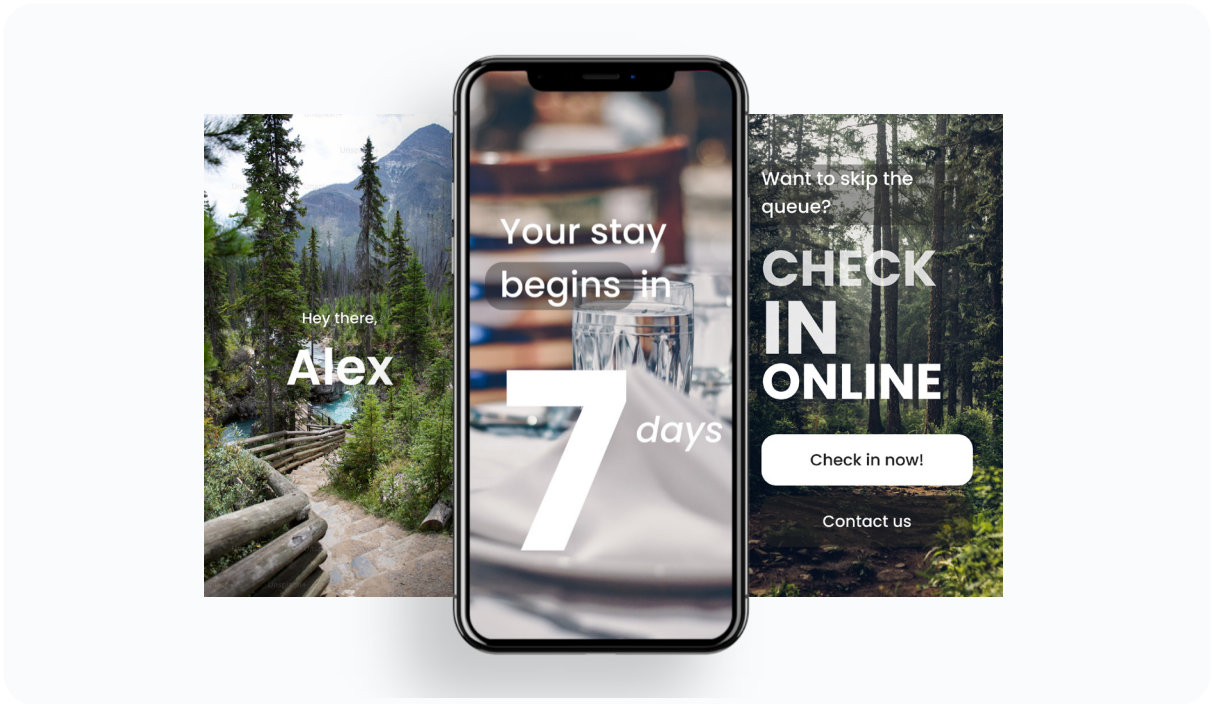 Hey there,
Alex
Your stay
begins in
7
days
Want to skip the
queue?
CHECK
IN
ONLINE
Check in now!
Contact us